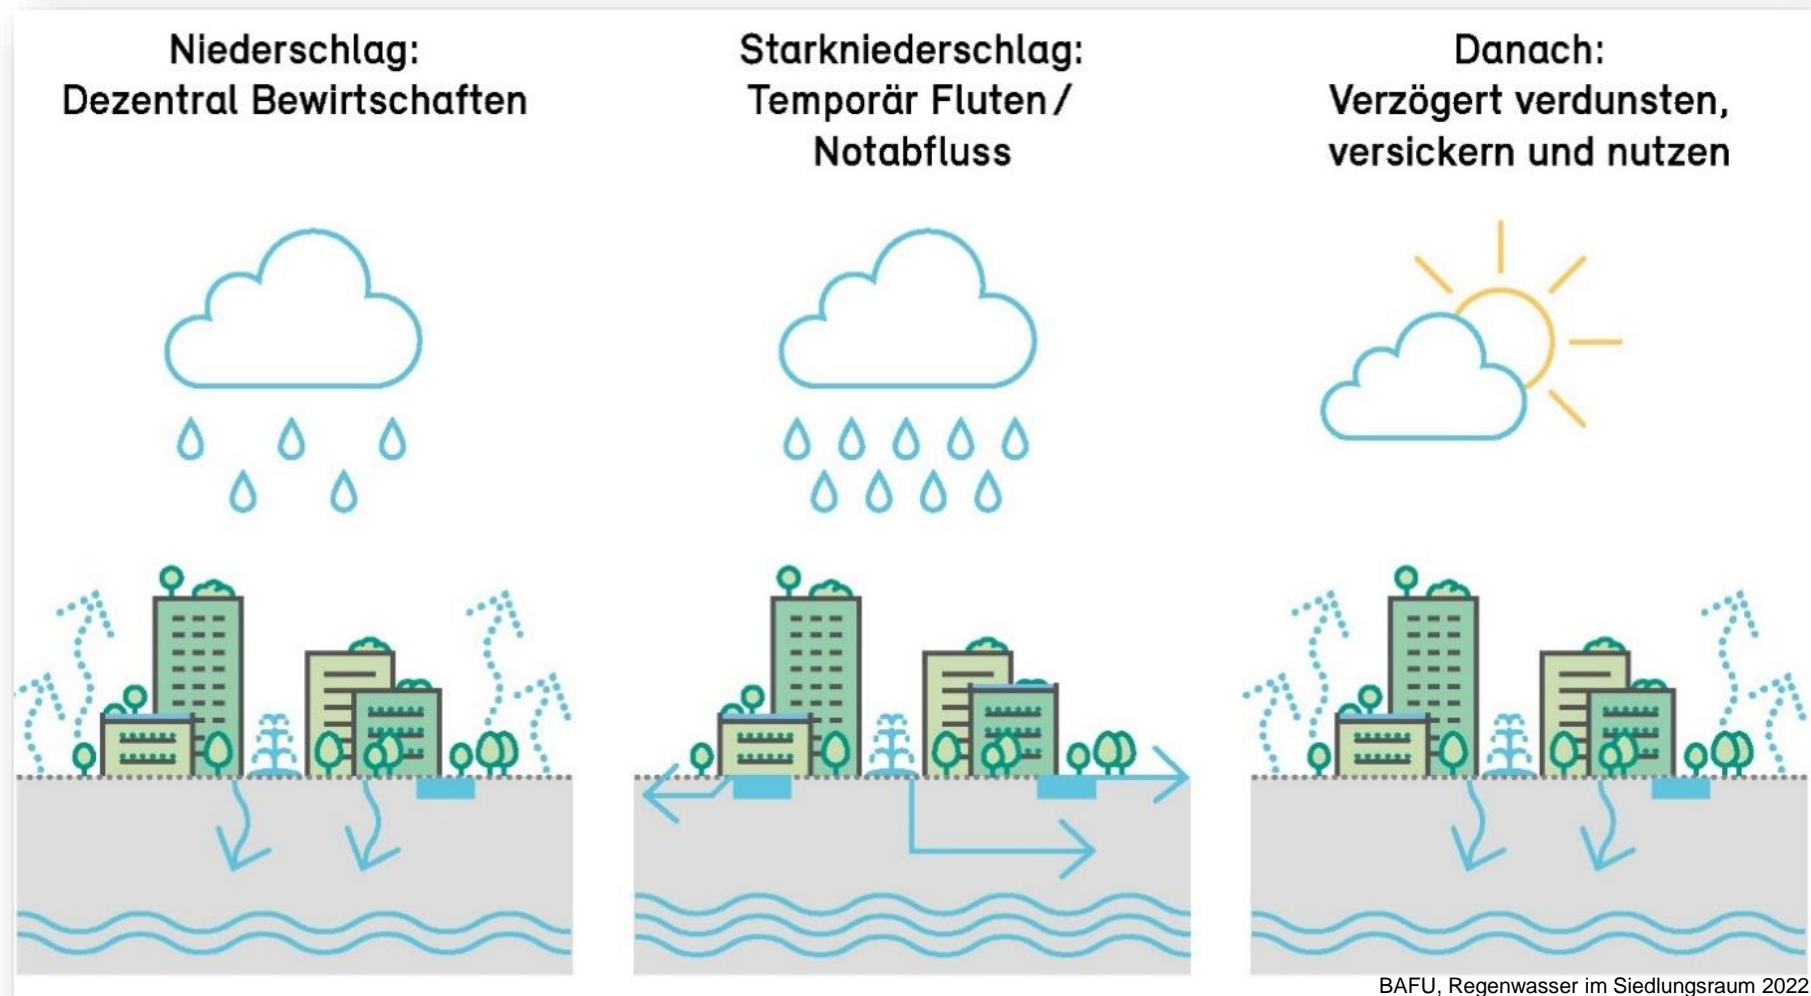 Niederschlag:
Dezentral Bewirtschaften
Starkniederschlag:
Temporär Fluten/
Notabfluss
Danach:
Verzögert verdunsten,
versickern und nutzen
BAFU, Regenwasser im Siedlungsraum 2022